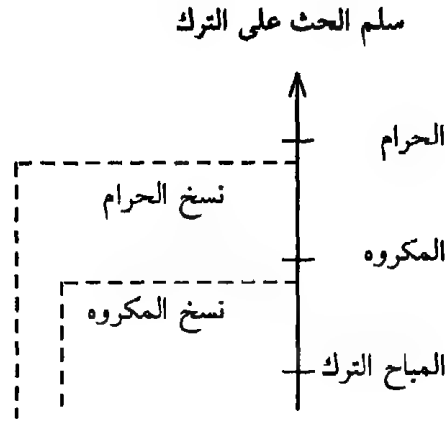 سلم الحث على الترك
الحرام
نسخ الحرام
المكروه
نسخ المكروه
المباح الترك